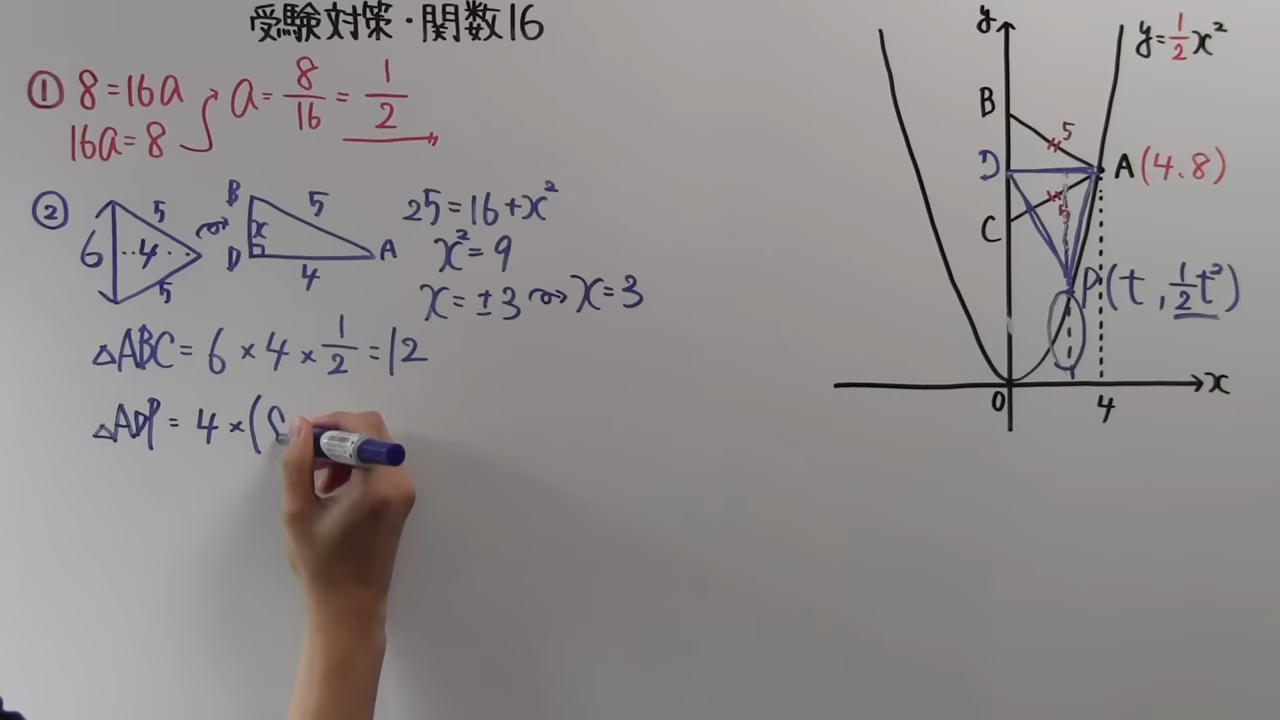 受験対策・関数16
① 8=16a
16a=8
a=8/16=1/2
②
6
5
4
5
B
5
x
D
4
A
25=16+x²
x²=9
x=±3 x=3
△ABC=6×4×1/2=12
△ADP=4×(8
y
y=1/2x²
B
5
D
A(4.8)
5
C
P(t,1/2t²)
0
4
x